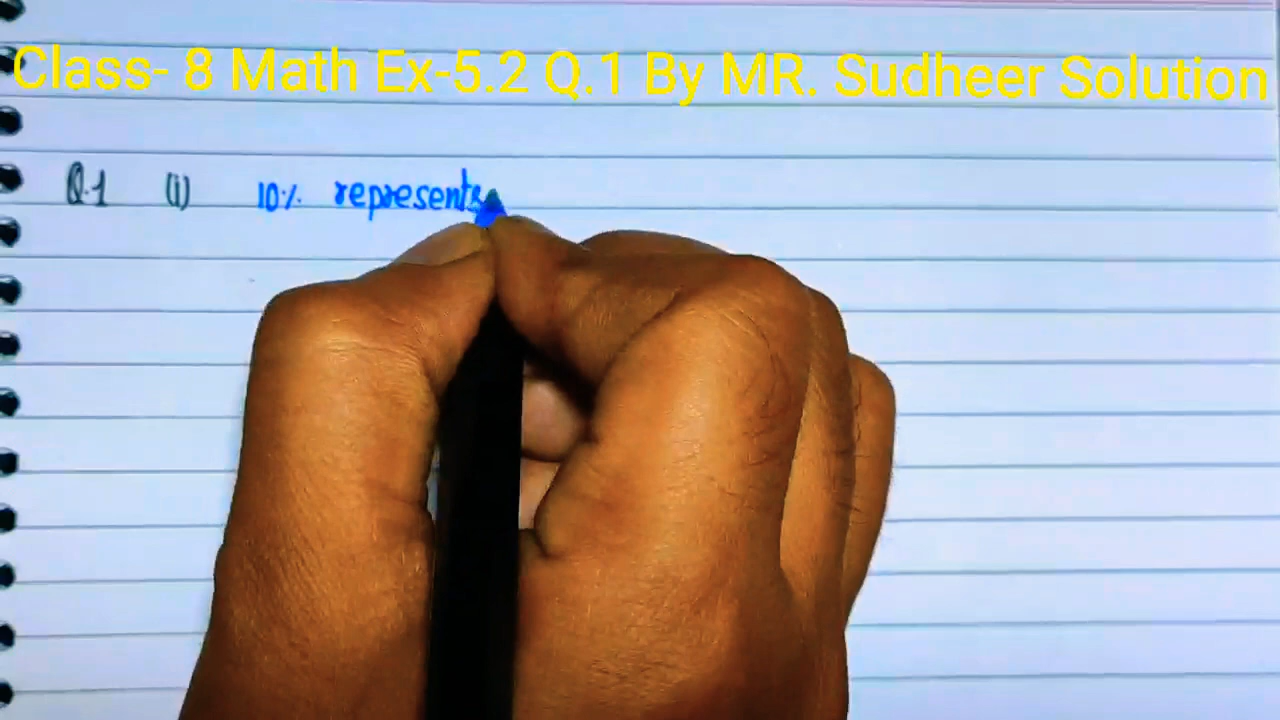 Class- 8 Math Ex-5.2 Q.1 By MR. Sudheer Solution
Q.1 (i) 10% represents